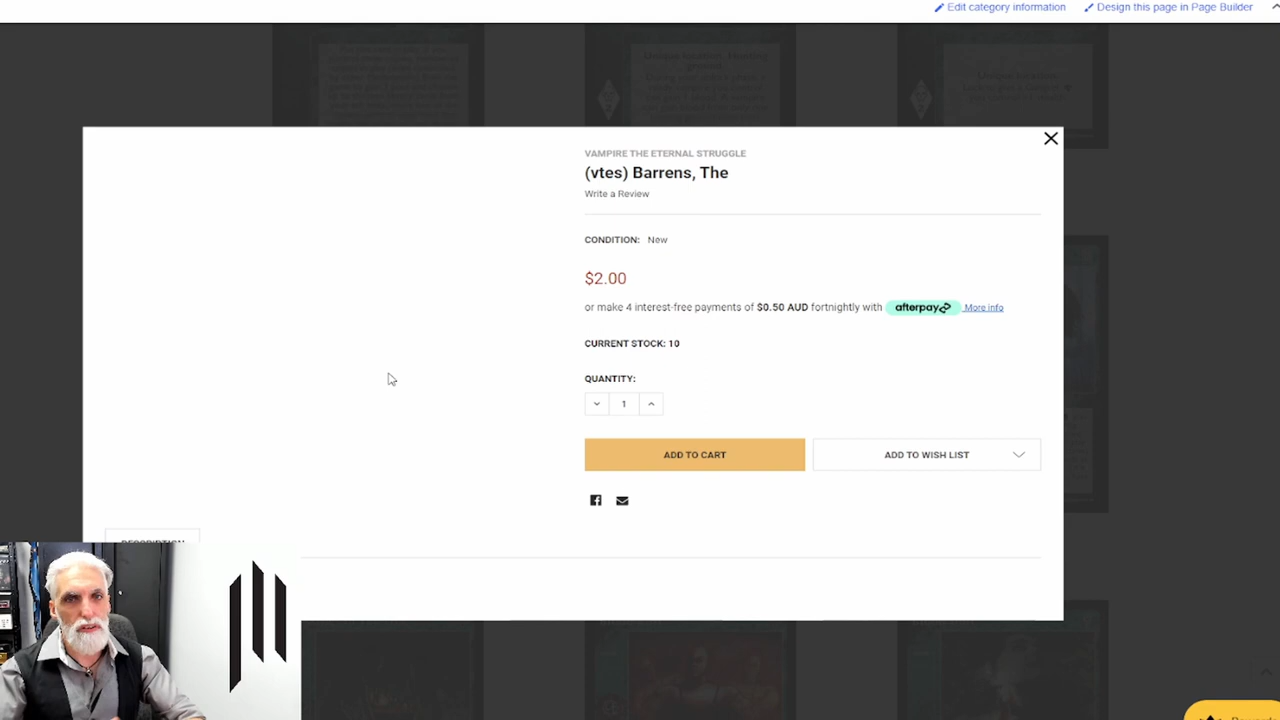 Edit category information
Design this page in Page Builder
VAMPIRE THE ETERNAL STRUGGLE
(vtes) Barrens, The
Write a Review
CONDITION: New
$2.00
or make 4 interest-free payments of $0.50 AUD fortnightly with afterpay More info
CURRENT STOCK: 10
QUANTITY:
1
ADD TO CART
ADD TO WISH LIST
DESCRIPTION